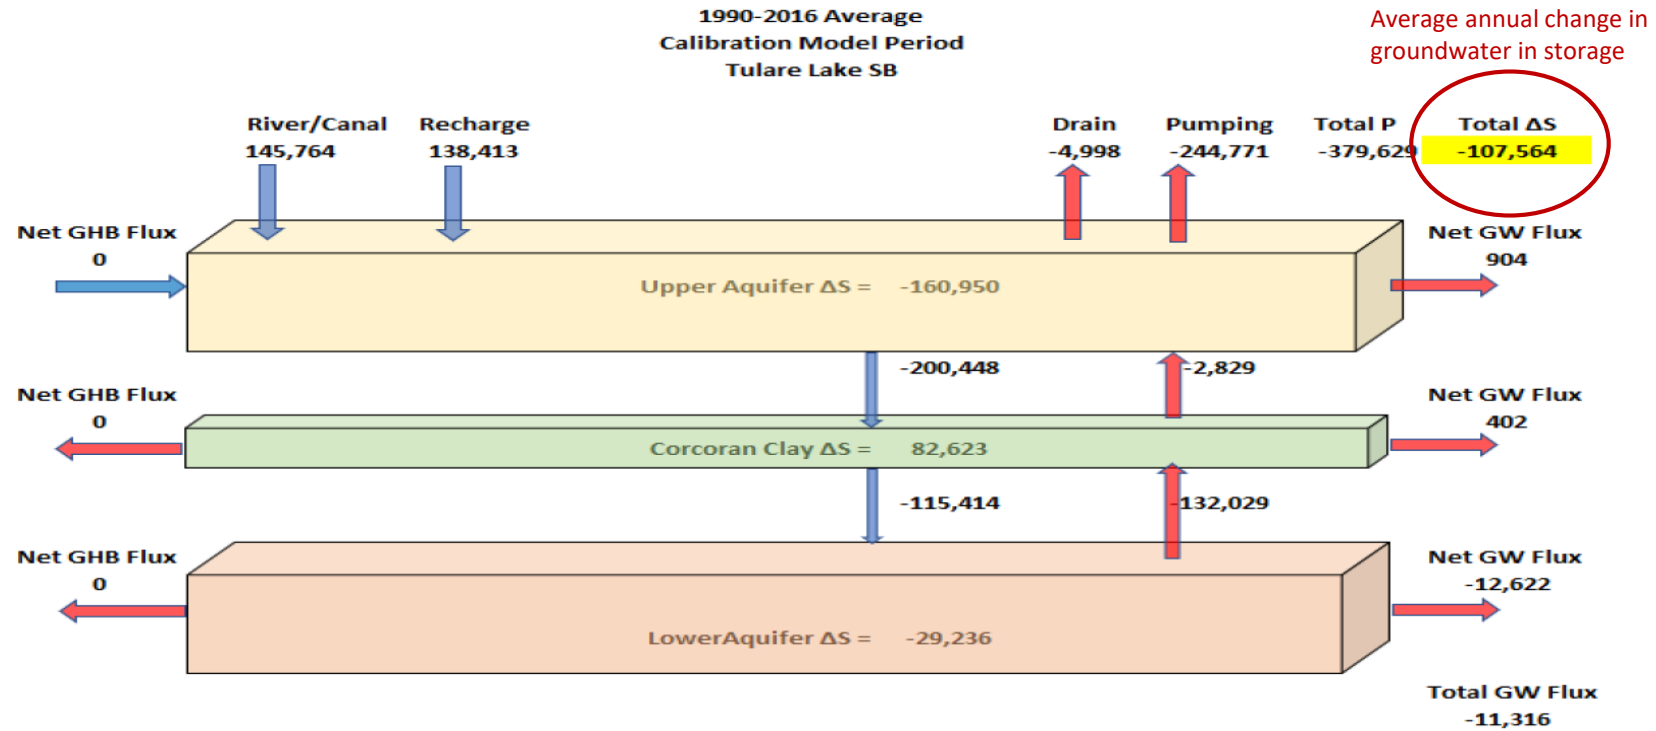 1990-2016 Average
Calibration Model Period
Tulare Lake SB
Average annual change in
groundwater in storage
River/Canal Recharge Drain Pumping Total P Total ΔS
145,764 138,413 -4,998 -244,771 -379,629 -107,564
Net GHB Flux Net GW Flux
0 904
Upper Aquifer ΔS = -160,950
-200,448 -2,829
Net GHB Flux Net GW Flux
0 402
Corcoran Clay ΔS = 82,623
-115,414 -132,029
Net GHB Flux Net GW Flux
0 -12,622
LowerAquifer ΔS = -29,236
Total GW Flux
-11,316